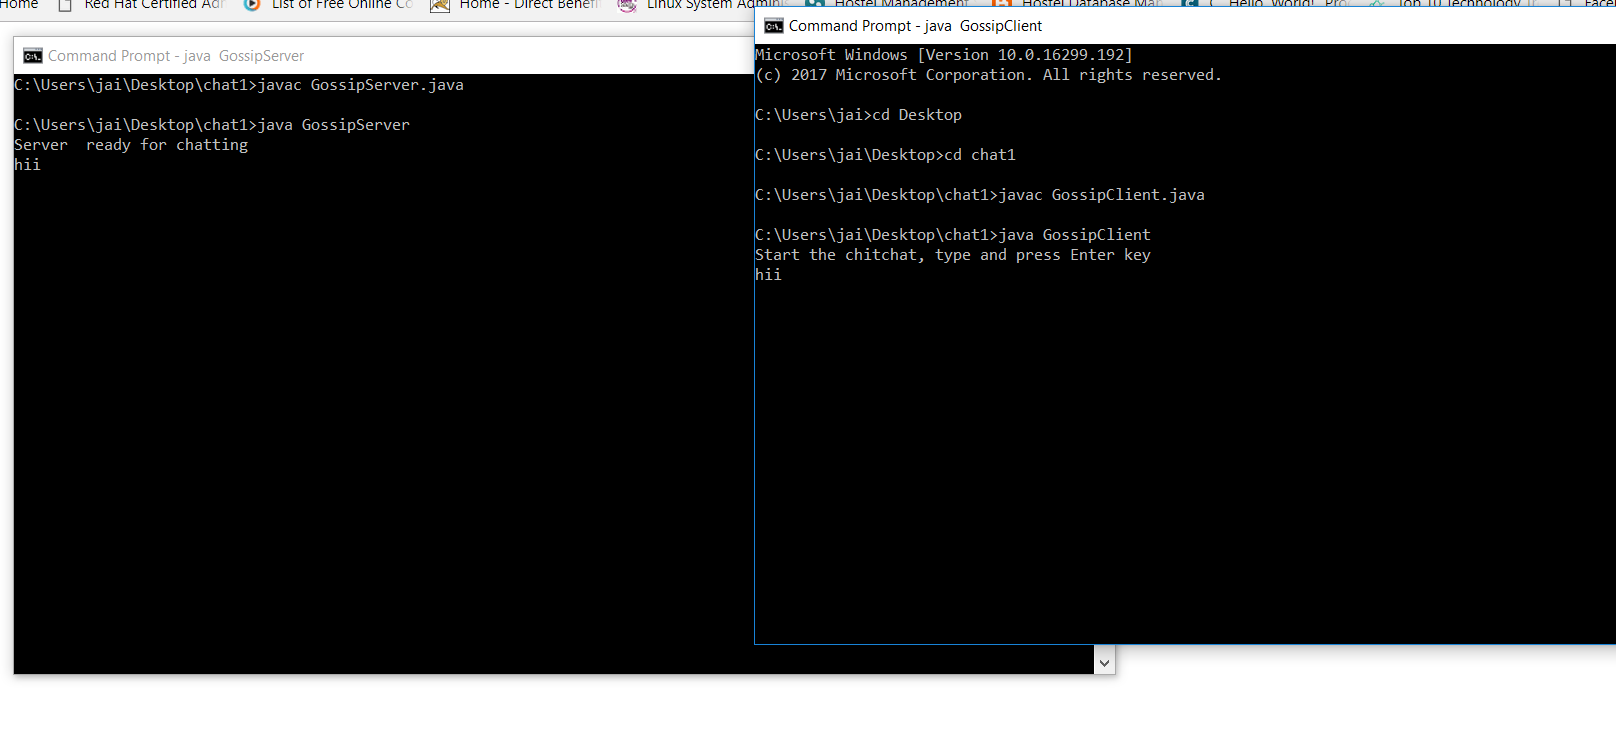 Home Red Hat Certified Ad List of Free Online Co Home - Direct Benefi Linux System Admini Hostel Management Hostel Database Man C "Hello, World!" Pro Top 10 Technology Face
Command Prompt - java GossipServer
C:\Users\jai\Desktop\chat1>javac GossipServer.java
C:\Users\jai\Desktop\chat1>java GossipServer
Server  ready for chatting
hii
Command Prompt - java GossipClient
Microsoft Windows [Version 10.0.16299.192]
(c) 2017 Microsoft Corporation. All rights reserved.
C:\Users\jai>cd Desktop
C:\Users\jai\Desktop>cd chat1
C:\Users\jai\Desktop\chat1>javac GossipClient.java
C:\Users\jai\Desktop\chat1>java GossipClient
Start the chitchat, type and press Enter key
hii